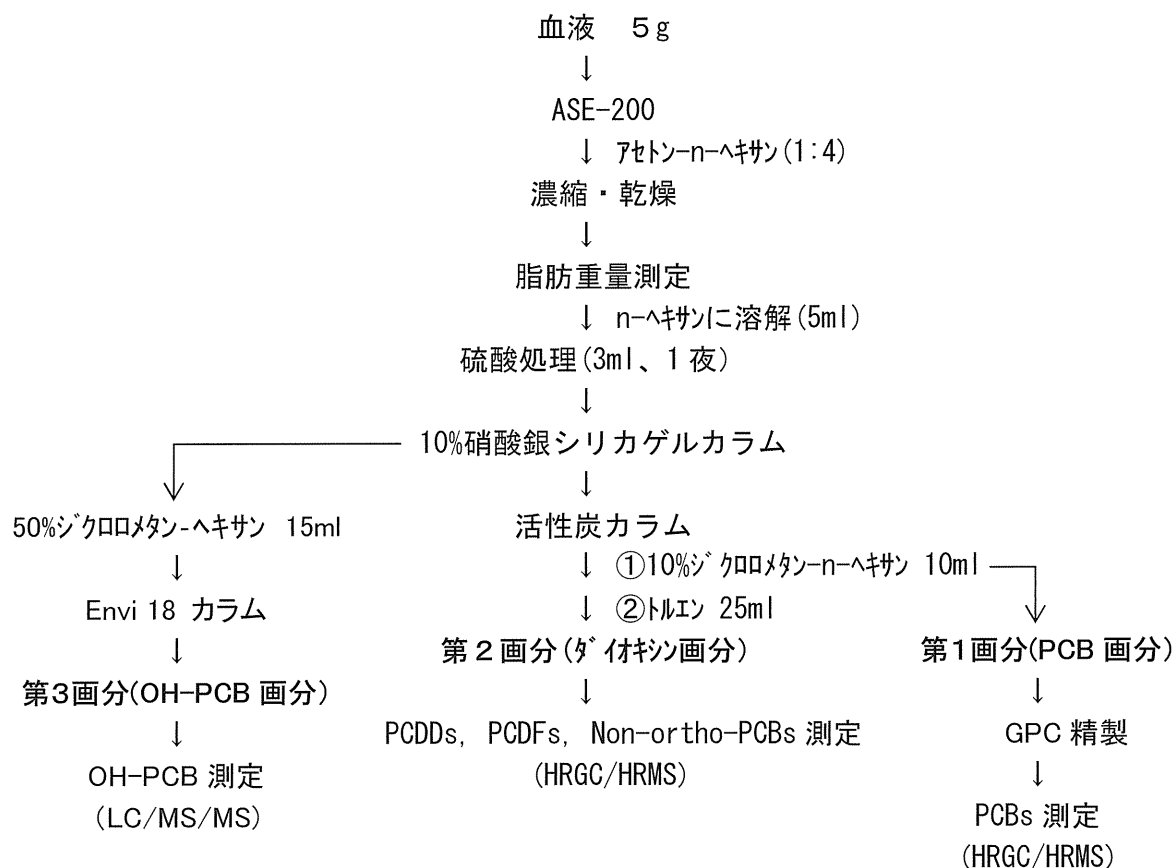 血液　５g
↓
ASE-200
↓ ｱｾﾄﾝ-n-ﾍｷｻﾝ(1:4)
濃縮・乾燥
↓
脂肪重量測定
↓ n-ﾍｷｻﾝに溶解(5ml)
硫酸処理(3ml、1夜)
↓
10%硝酸銀シリカゲルカラム
↓
50%ｼﾞｸﾛﾛﾒﾀﾝ-ﾍｷｻﾝ 15ml
↓
Envi 18 カラム
↓
第3画分(OH-PCB 画分)
↓
OH-PCB 測定
(LC/MS/MS)
活性炭カラム
↓ ①10%ｼﾞｸﾛﾛﾒﾀﾝ-n-ﾍｷｻﾝ 10ml
↓ ②ﾄﾙｴﾝ 25ml
第２画分(ﾀﾞｲｵｷｼﾝ画分)
↓
PCDDs, PCDFs, Non-ortho-PCBs 測定
(HRGC/HRMS)
第1画分(PCB 画分)
↓
GPC 精製
↓
PCBs 測定
(HRGC/HRMS)